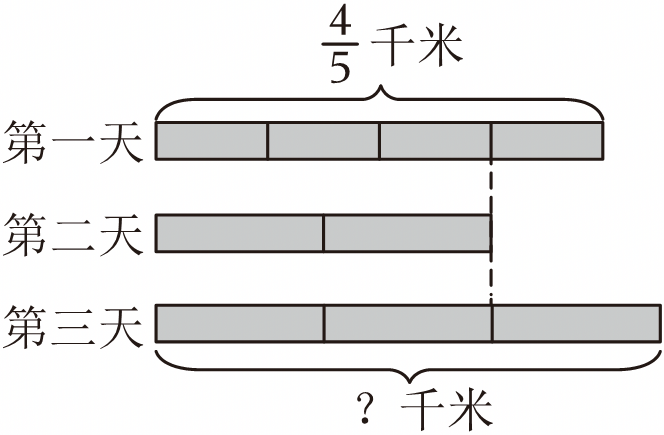 4/5 千米
第一天
第二天
第三天
? 千米